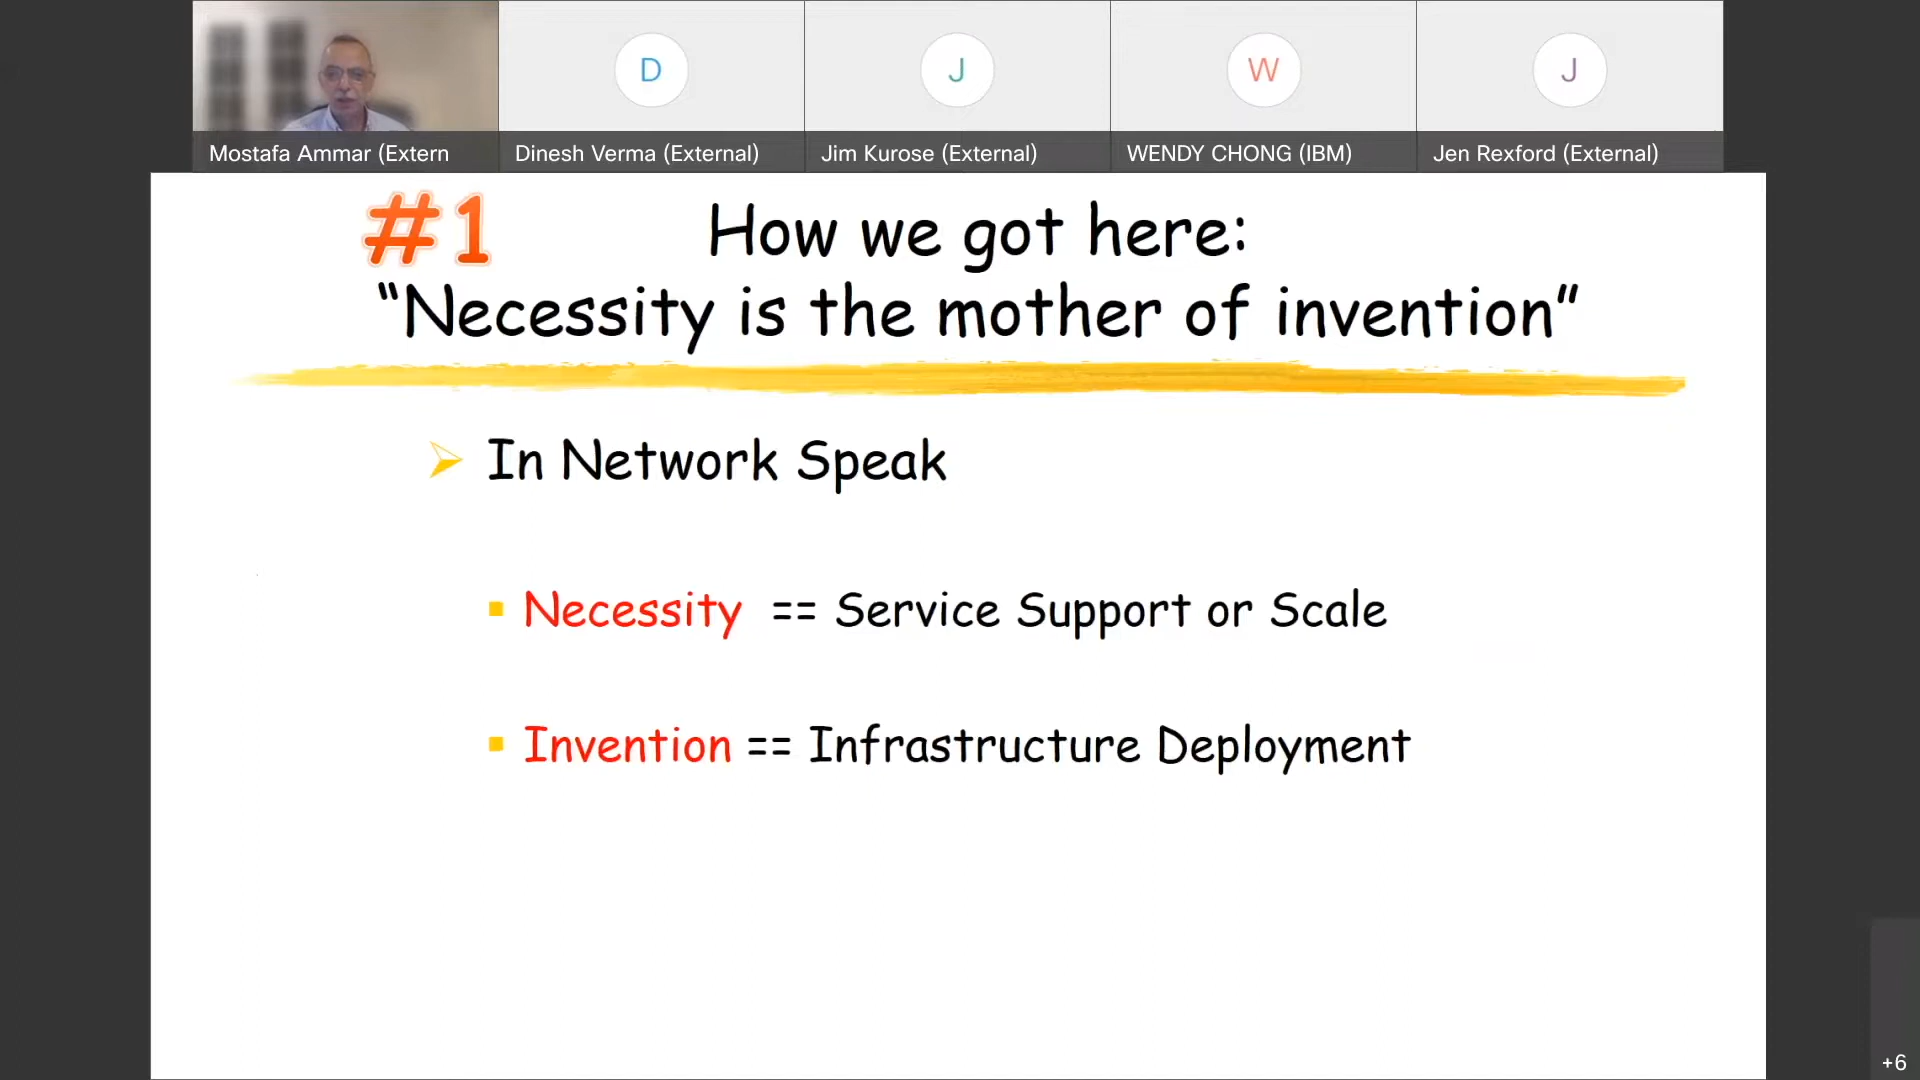 D
J
W
J
Mostafa Ammar (Extern
Dinesh Verma (External)
Jim Kurose (External)
WENDY CHONG (IBM)
Jen Rexford (External)
#1
How we got here:
“Necessity is the mother of invention”
In Network Speak
Necessity == Service Support or Scale
Invention == Infrastructure Deployment
+6